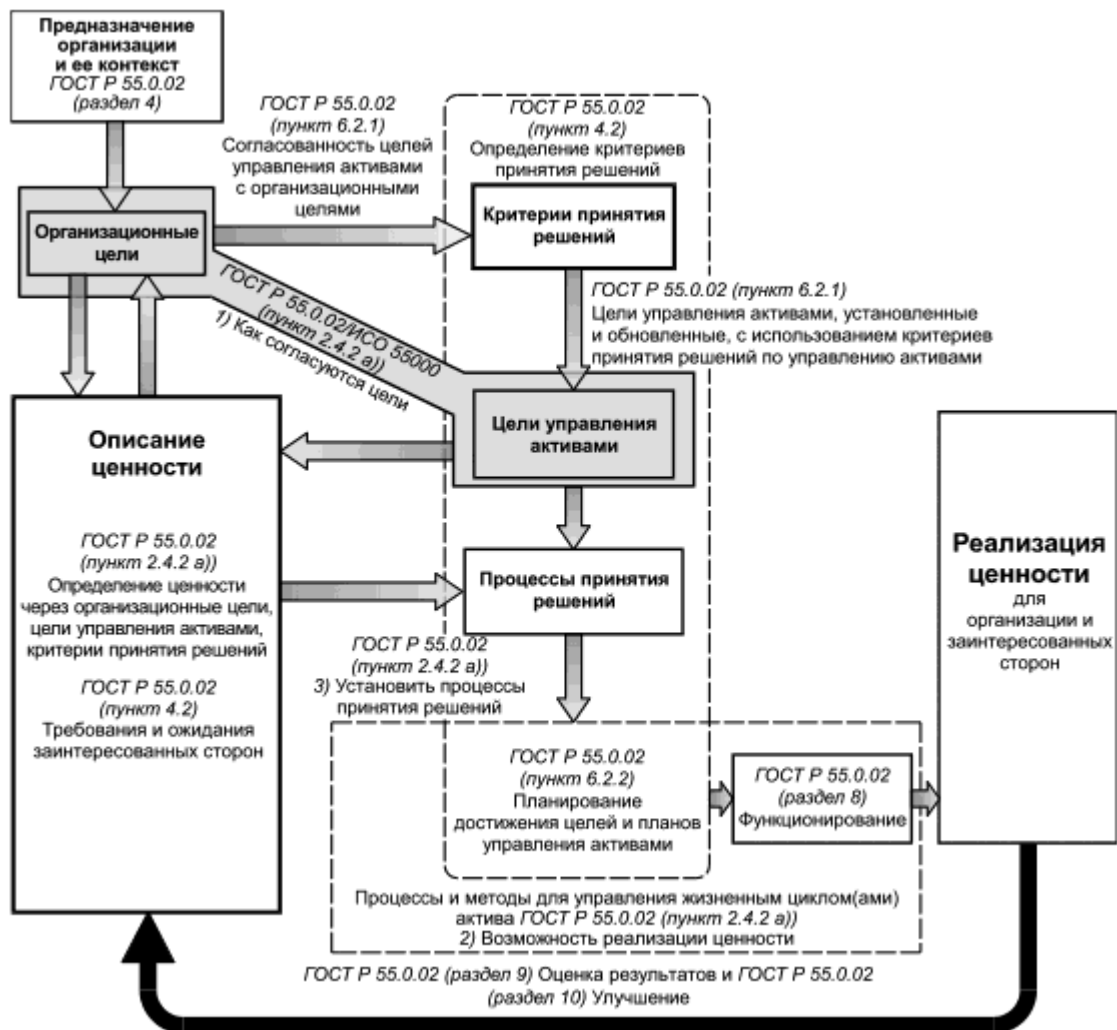 Предназначение
организации
и ее контекст
ГОСТ Р 55.0.02
(раздел 4)
ГОСТ Р 55.0.02
(пункт 6.2.1)
Согласованность целей
управления активами
с организационными
целями
ГОСТ Р 55.0.02
(пункт 4.2)
Определение критериев
принятия решений
Критерии принятия
решений
Организационные
цели
ГОСТ Р 55.0.02/ИСО 55000
(пункт 2.4.2 а))
1) Как согласуются цели
ГОСТ Р 55.0.02 (пункт 6.2.1)
Цели управления активами, установленные
и обновленные, с использованием критериев
принятия решений по управлению активами
Цели управления
активами
Описание
ценности
ГОСТ Р 55.0.02
(пункт 2.4.2 а))
Определение ценности
через организационные цели,
цели управления активами,
критерии принятия решений
ГОСТ Р 55.0.02
(пункт 4.2)
Требования и ожидания
заинтересованных сторон
Процессы принятия
решений
ГОСТ Р 55.0.02
(пункт 2.4.2 а))
3) Установить процессы
принятия решений
ГОСТ Р 55.0.02
(пункт 6.2.2)
Планирование
достижения целей и планов
управления активами
ГОСТ Р 55.0.02
(раздел 8)
Функционирование
Реализация
ценности
для
организации и
заинтересованных
сторон
Процессы и методы для управления жизненным циклом(ами)
актива ГОСТ Р 55.0.02 (пункт 2.4.2 а))
2) Возможность реализации ценности
ГОСТ Р 55.0.02 (раздел 9) Оценка результатов и ГОСТ Р 55.0.02
(раздел 10) Улучшение